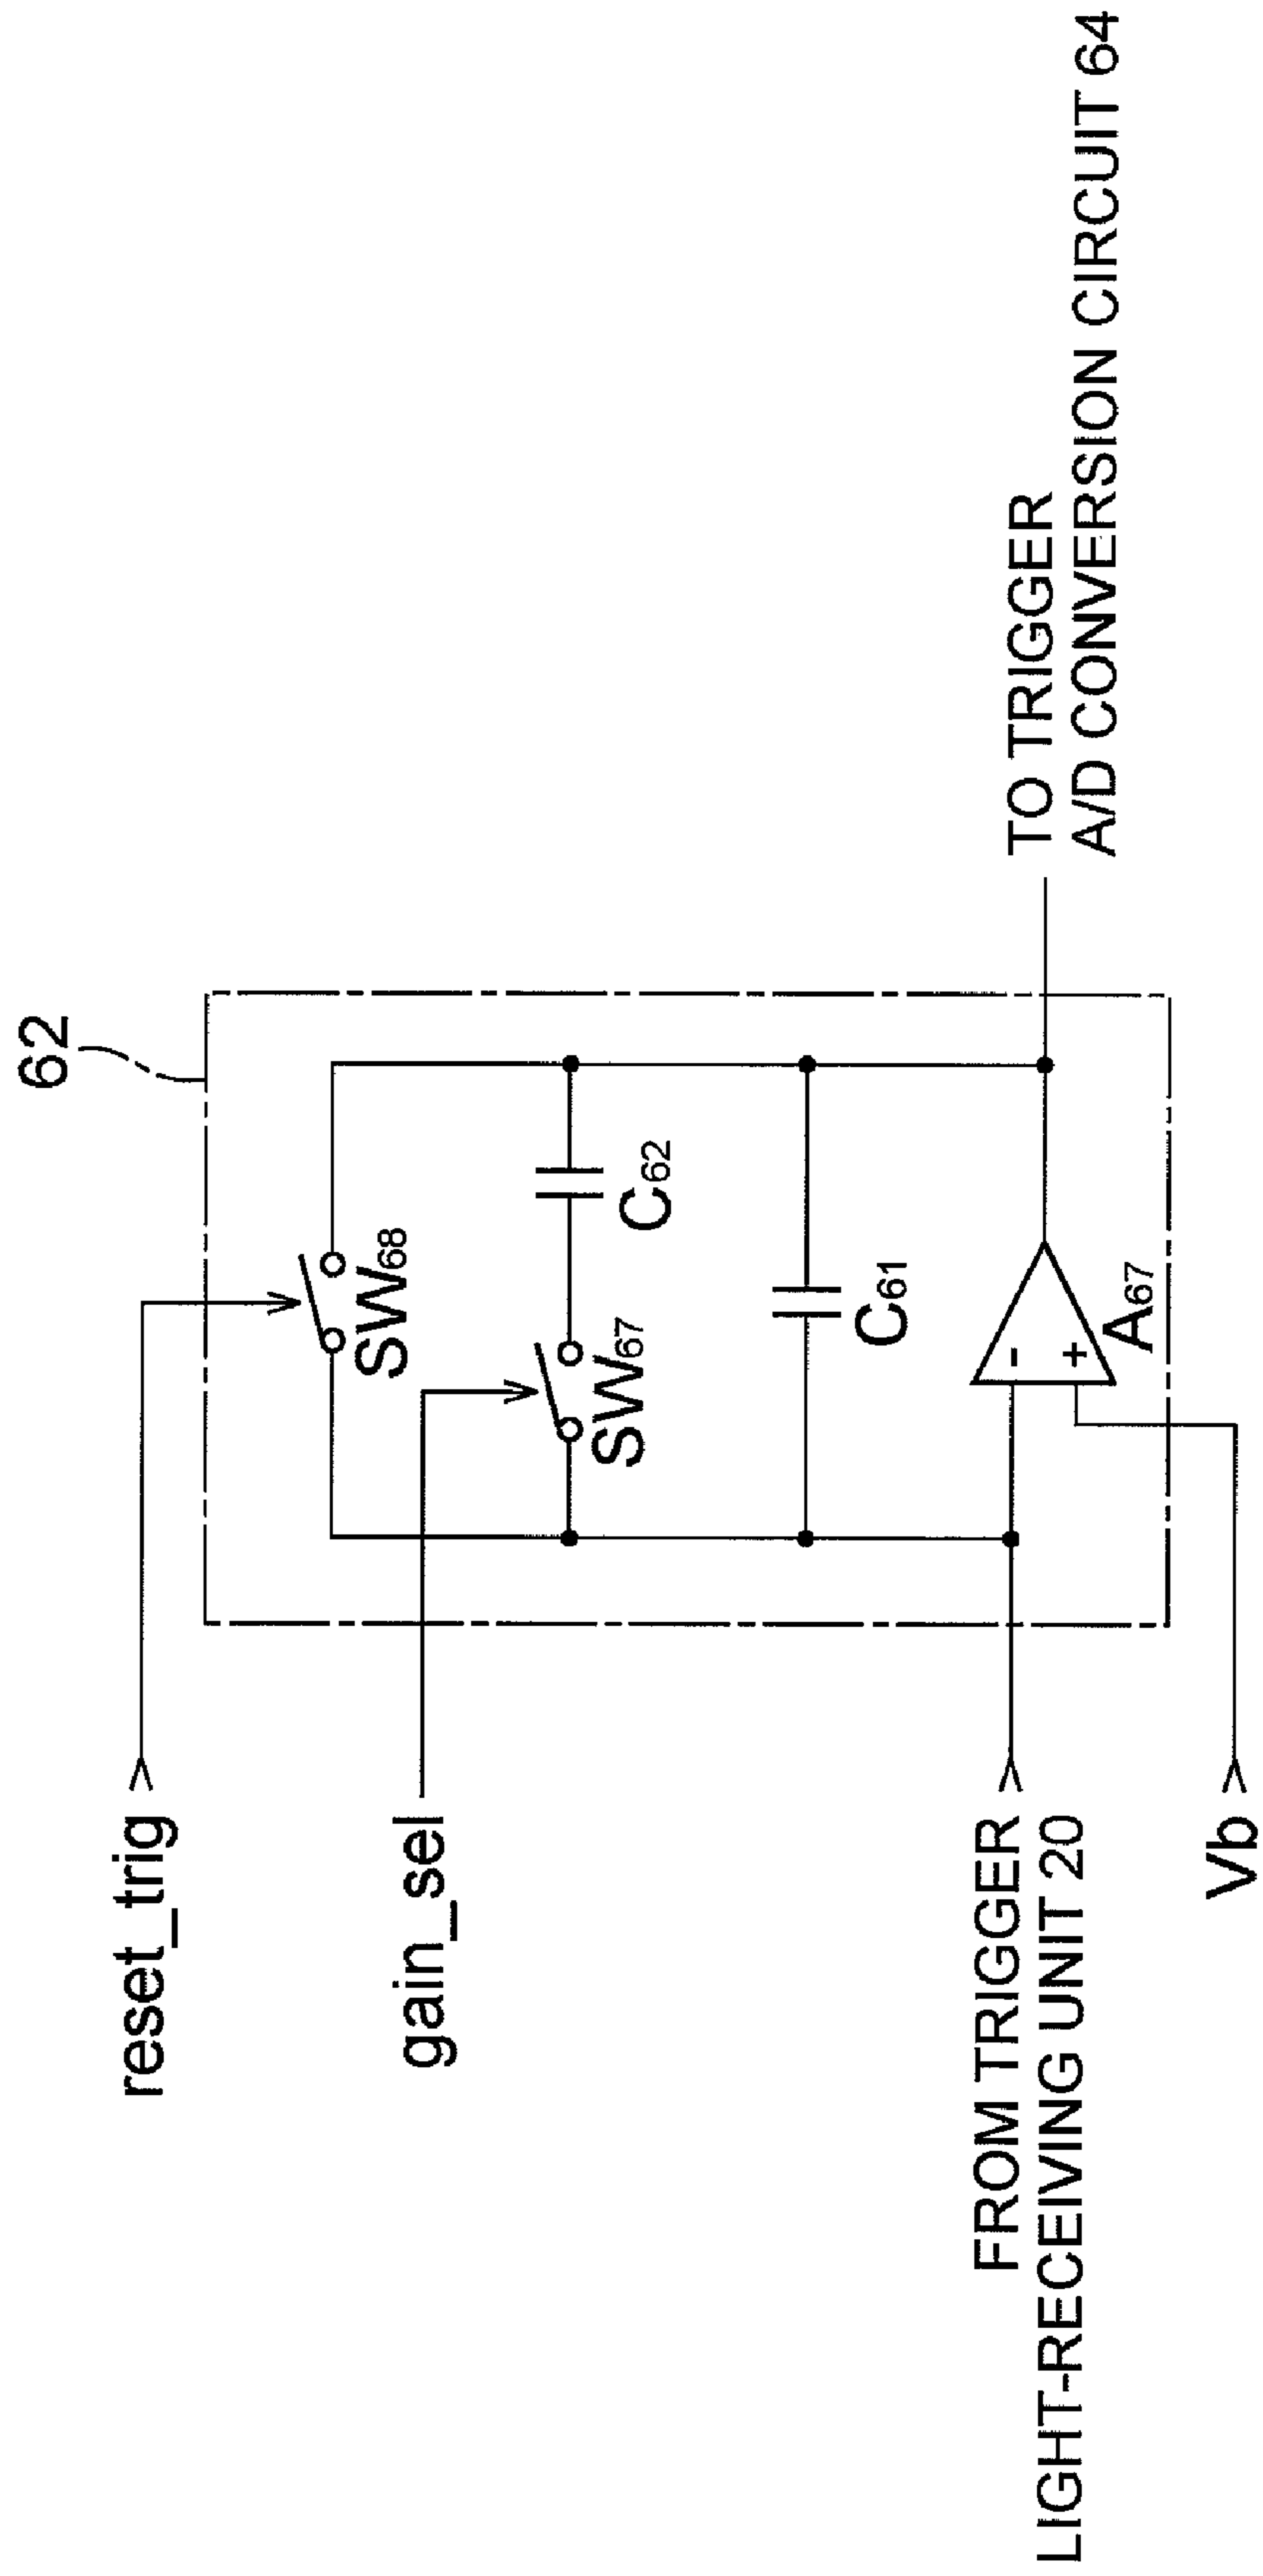 62
reset_trig
gain_sel
SW68
SW67
C62
C61
-
+
A67
FROM TRIGGER
LIGHT-RECEIVING UNIT 20
Vb
TO TRIGGER
A/D CONVERSION CIRCUIT 64